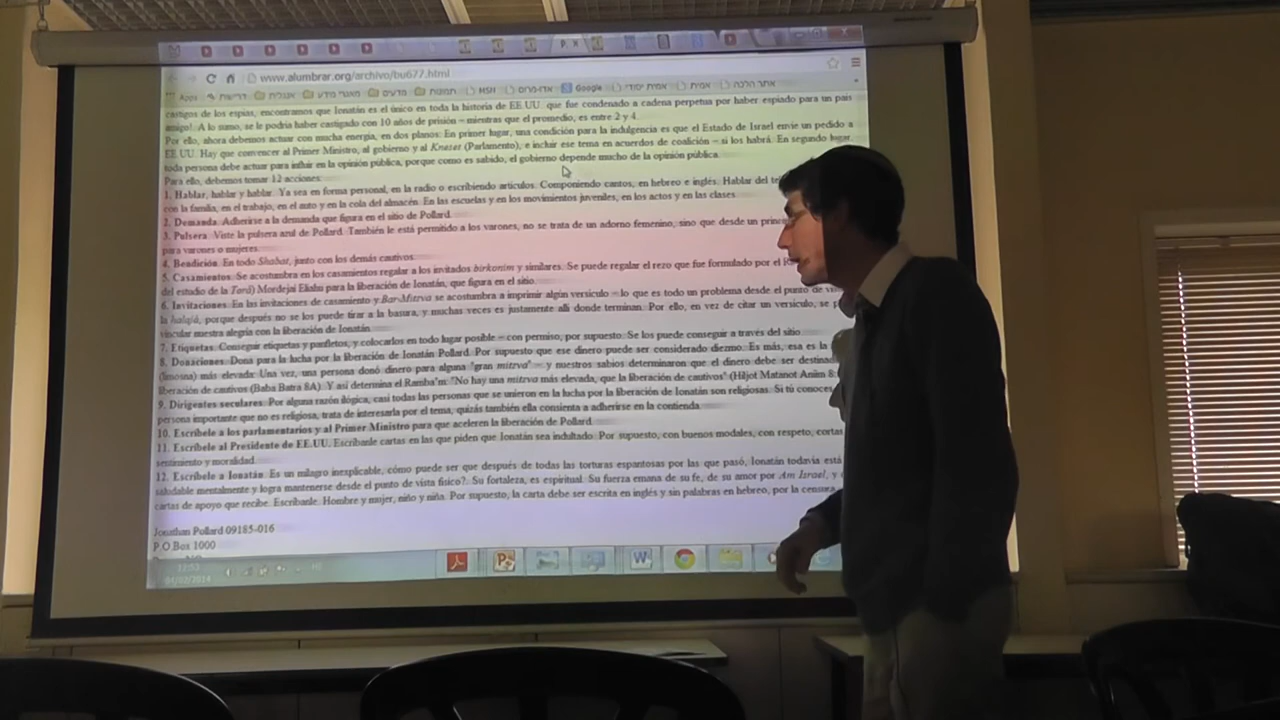 www.alumbrar.org/archivo/bu677.html
Apps דרישות אנגלית מאגרי מידע מדעים תמונות HSH אדו-מרום Google אמית יסודי אמית אתר הלכה
castigos de los espías, encontramos que Ionatán es el único en toda la historia de EE.UU. que fue condenado a cadena perpetua por haber espiado para un país
amigo! A lo sumo, se le podría haber castigado con 10 años de prisión – mientras que el promedio, es entre 2 y 4.
Por ello, ahora debemos actuar con mucha energía, en dos planos: En primer lugar, una condición para la indulgencia es que el Estado de Israel envíe un pedido a
EE.UU. Hay que convencer al Primer Ministro, al gobierno y al Kneset (Parlamento), e incluir ese tema en acuerdos de coalición – si los habrá. En segundo lugar,
toda persona debe actuar para influir en la opinión pública, porque como es sabido, el gobierno depende mucho de la opinión pública.
Para ello, debemos tomar 12 acciones:
1. Hablar, hablar y hablar. Ya sea en forma personal, en la radio o escribiendo artículos. Componiendo cantos, en hebreo e inglés. Hablar del
con la familia, en el trabajo, en el auto y en la cola del almacén. En las escuelas y en los movimientos juveniles, en los actos y en las clases.
2. Demanda. Adherirse a la demanda que figura en el sitio de Pollard.
3. Pulsera. Viste la pulsera azul de Pollard. También le está permitido a los varones, no se trata de un adorno femenino, sino que desde un
para varones o mujeres.
4. Bendición. En todo Shabat, junto con los demás cautivos.
5. Casamientos. Se acostumbra en los casamientos regalar a los invitados birkonim y similares. Se puede regalar el rezo que fue formulado por el
del estudio de la Torá) Mordejai Eliahu para la liberación de Ionatán, que figura en el sitio.
6. Invitaciones. En las invitaciones de casamiento y Bar-Mitzva se acostumbra a imprimir algún versículo – lo que es todo un problema desde el punto de
la halajá, porque después no se los puede tirar a la basura, y muchas veces es justamente allí donde terminan. Por ello, en vez de citar un versículo, se
vincular nuestra alegría con la liberación de Ionatán.
7. Etiquetas. Conseguir etiquetas y panfletos, y colocarlos en todo lugar posible – con permiso, por supuesto. Se los puede conseguir a través del sitio.
8. Donaciones. Dona para la lucha por la liberación de Ionatán Pollard. Por supuesto que ese dinero puede ser considerado diezmo. Es más, esa es la
(limosna) más elevada: Una vez, una persona donó dinero para alguna "gran mitzva" – y nuestros sabios determinaron que el dinero debe ser
liberación de cautivos (Baba Batra 8A). Y así determina el Ramba"m: "No hay una mitzva más elevada, que la liberación de cautivos" (Hiljot Matanot Aniim 8:
9. Dirigentes seculares. Por alguna razón ilógica, casi todas las personas que se unieron en la lucha por la liberación de Ionatán son religiosas. Si tú conoces
persona importante que no es religiosa, trata de interesarla por el tema, quizás también ella consienta a adherirse en la contienda.
10. Escríbele a los parlamentarios y al Primer Ministro para que aceleren la liberación de Pollard.
11. Escríbele al Presidente de EE.UU. Escríbanle cartas en las que piden que Ionatán sea indultado. Por supuesto, con buenos modales, con respeto, cortas
sentimiento y moralidad.
12. Escríbele a Ionatán. Es un milagro inexplicable, cómo puede ser que después de todas las torturas espantosas por las que pasó, Ionatán todavía está
saludable mentalmente y logra mantenerse desde el punto de vista físico?. Su fortaleza, es espiritual. Su fuerza emana de su fe, de su amor por Am Israel, y
cartas de apoyo que recibe. Escríbanle. Hombre y mujer, niño y niña. Por supuesto, la carta debe ser escrita en inglés y sin palabras en hebreo, por la censura.
Jonathan Pollard 09185-016
P.O.Box 1000
HE
04/02/2014